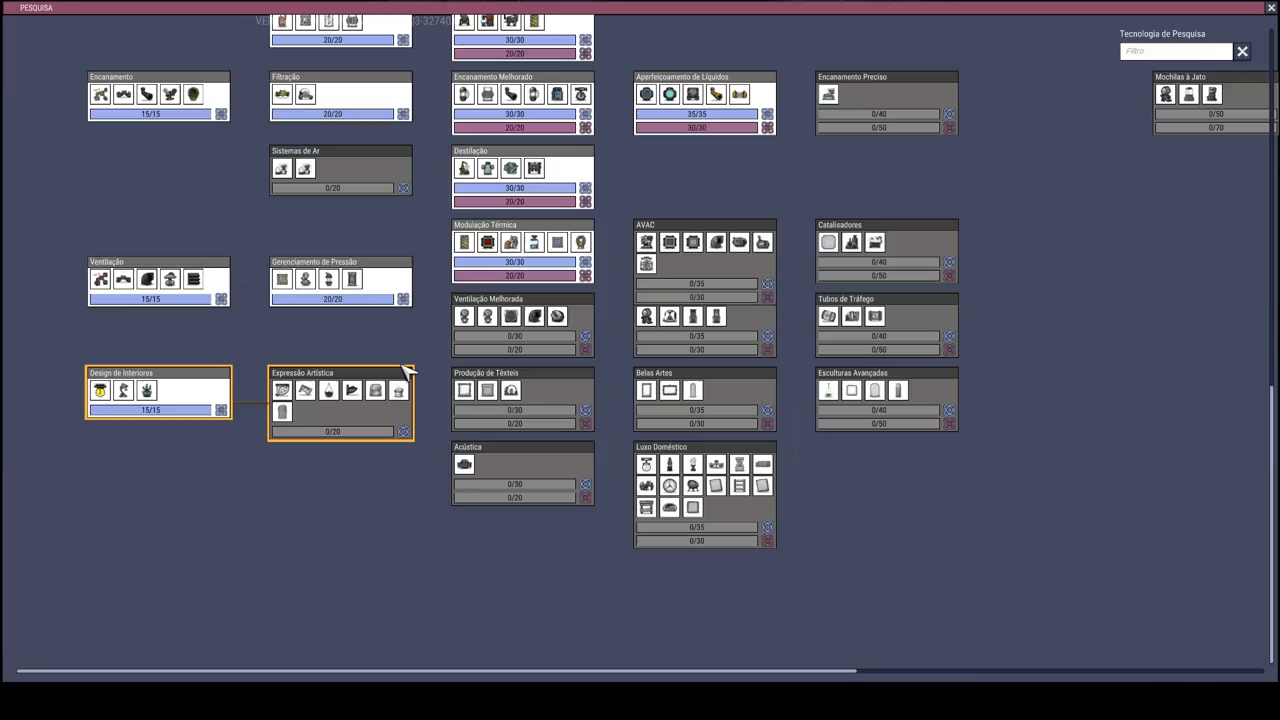 PESQUISA
3-32740
Tecnologia de Pesquisa
Filtro
20/20
30/30
20/20
Encanamento
15/15
Filtração
20/20
Encanamento Melhorado
30/30
20/20
Aperfeiçoamento de Líquidos
35/35
30/30
Encanamento Preciso
0/40
0/50
Mochilas à Jato
0/50
0/70
Sistemas de Ar
0/20
Destilação
30/30
20/20
Modulação Térmica
30/30
20/20
AVAC
0/35
0/30
Catalisadores
0/40
0/50
Ventilação
15/15
Gerenciamento de Pressão
20/20
Ventilação Melhorada
0/30
0/20
0/35
0/30
Tubos de Tráfego
0/40
0/50
Design de Interiores
15/15
Expressão Artística
0/20
Produção de Têxteis
0/30
0/20
Belas Artes
0/35
0/30
Esculturas Avançadas
0/40
0/50
Acústica
0/30
0/20
Luxo Doméstico
0/35
0/30